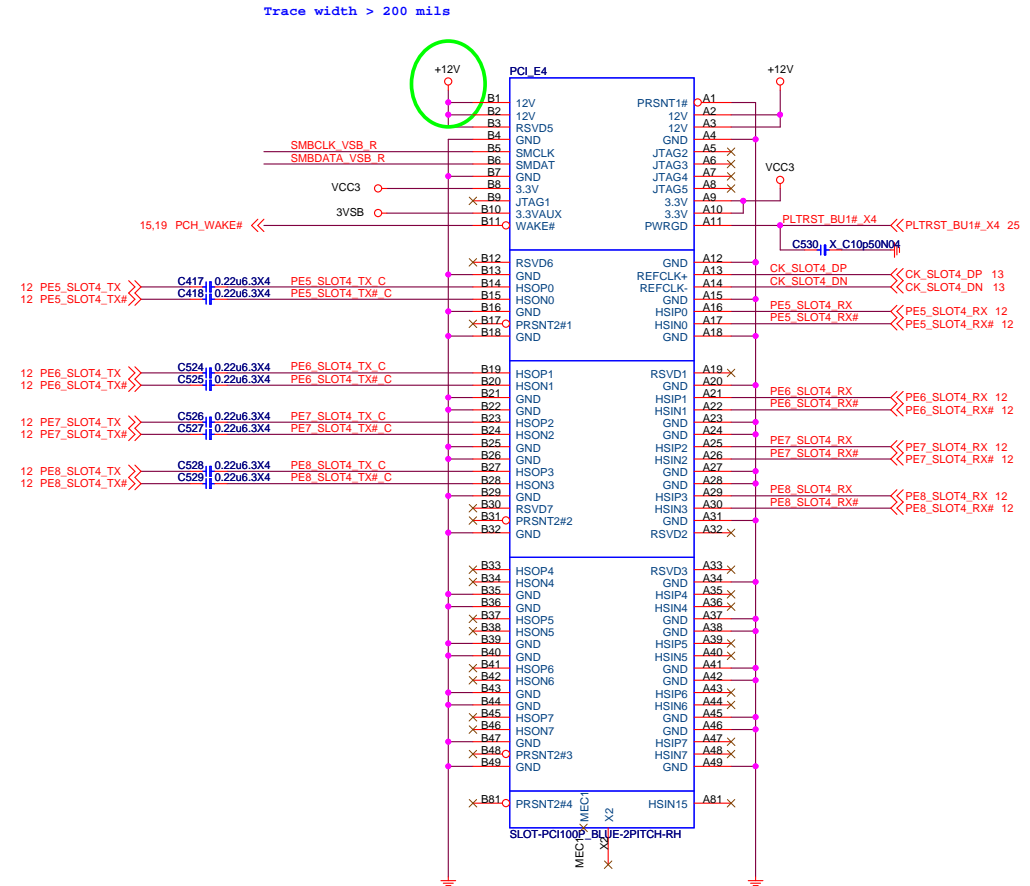 Trace width > 200 mils
+12V
PCI_E4
+12V
B1 12V PRSNT1# A1
B2 12V 12V A2
B3 RSVD5 12V A3
B4 GND GND A4
SMBCLK_VSB_R B5 SMCLK JTAG2 A5
SMBDATA_VSB_R B6 SMDAT JTAG3 A6
B7 GND JTAG4 A7
VCC3 B8 3.3V JTAG5 A8
VCC3
B9 JTAG1 3.3V A9
3VSB B10 3.3VAUX 3.3V A10
15,19 PCH_WAKE# B11 WAKE# PWRGD A11 PLTRST_BU1#_X4 PLTRST_BU1#_X4 25
C530 X_C10p50N04
B12 RSVD6 GND A12
B13 GND REFCLK+ A13 CK_SLOT4_DP CK_SLOT4_DP 13
12 PE5_SLOT4_TX C417 0.22u6.3X4 PE5_SLOT4_TX_C B14 HSOP0 REFCLK- A14 CK_SLOT4_DN CK_SLOT4_DN 13
12 PE5_SLOT4_TX# C418 0.22u6.3X4 PE5_SLOT4_TX#_C B15 HSON0 GND A15
B16 GND HSIP0 A16 PE5_SLOT4_RX PE5_SLOT4_RX 12
B17 PRSNT2#1 HSIN0 A17 PE5_SLOT4_RX# PE5_SLOT4_RX# 12
B18 GND GND A18
12 PE6_SLOT4_TX C524 0.22u6.3X4 PE6_SLOT4_TX_C B19 HSOP1 RSVD1 A19
12 PE6_SLOT4_TX# C525 0.22u6.3X4 PE6_SLOT4_TX#_C B20 HSON1 GND A20
B21 GND HSIP1 A21 PE6_SLOT4_RX PE6_SLOT4_RX 12
B22 GND HSIN1 A22 PE6_SLOT4_RX# PE6_SLOT4_RX# 12
12 PE7_SLOT4_TX C526 0.22u6.3X4 PE7_SLOT4_TX_C B23 HSOP2 GND A23
12 PE7_SLOT4_TX# C527 0.22u6.3X4 PE7_SLOT4_TX#_C B24 HSON2 GND A24
B25 GND HSIP2 A25 PE7_SLOT4_RX PE7_SLOT4_RX 12
B26 GND HSIN2 A26 PE7_SLOT4_RX# PE7_SLOT4_RX# 12
12 PE8_SLOT4_TX C528 0.22u6.3X4 PE8_SLOT4_TX_C B27 HSOP3 GND A27
12 PE8_SLOT4_TX# C529 0.22u6.3X4 PE8_SLOT4_TX#_C B28 HSON3 GND A28
B29 GND HSIP3 A29 PE8_SLOT4_RX PE8_SLOT4_RX 12
B30 RSVD7 HSIN3 A30 PE8_SLOT4_RX# PE8_SLOT4_RX# 12
B31 PRSNT2#2 GND A31
B32 GND RSVD2 A32
B33 HSOP4 RSVD3 A33
B34 HSON4 GND A34
B35 GND HSIP4 A35
B36 GND HSIN4 A36
B37 HSOP5 GND A37
B38 HSON5 GND A38
B39 GND HSIP5 A39
B40 GND HSIN5 A40
B41 HSOP6 GND A41
B42 HSON6 GND A42
B43 GND HSIP6 A43
B44 GND HSIN6 A44
B45 HSOP7 GND A45
B46 HSON7 GND A46
B47 GND HSIP7 A47
B48 PRSNT2#3 HSIN7 A48
B49 GND GND A49
B81 PRSNT2#4 HSIN15 A81
MEC1 X2
SLOT-PCI100P_BLUE-2PITCH-RH
MEC1 X2